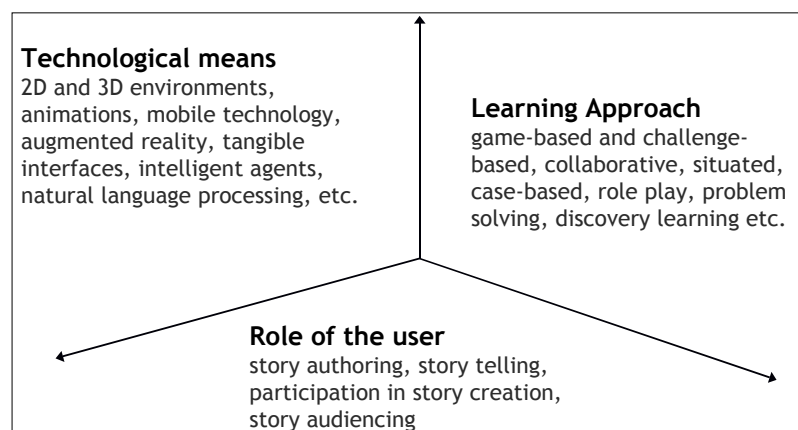 Technological means
2D and 3D environments,
animations, mobile technology,
augmented reality, tangible
interfaces, intelligent agents,
natural language processing, etc.
Learning Approach
game-based and challenge-
based, collaborative, situated,
case-based, role play, problem
solving, discovery learning etc.
Role of the user
story authoring, story telling,
participation in story creation,
story audiencing